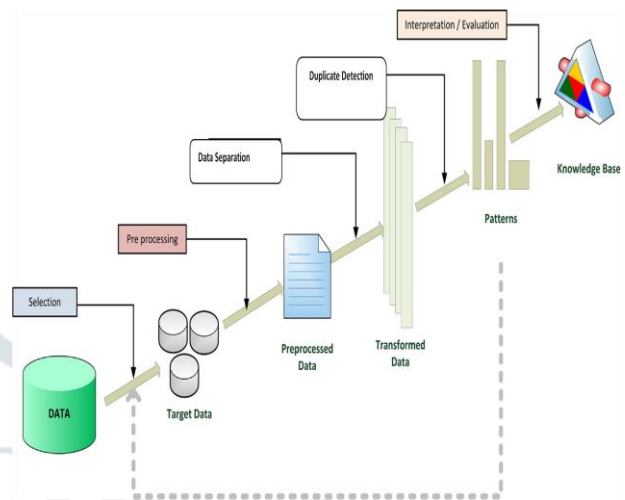 Interpretation / Evaluation
Duplicate Detection
Knowledge Base
Data Separation
Patterns
Pre processing
Transformed
Data
Preprocessed
Data
Selection
Target Data
DATA